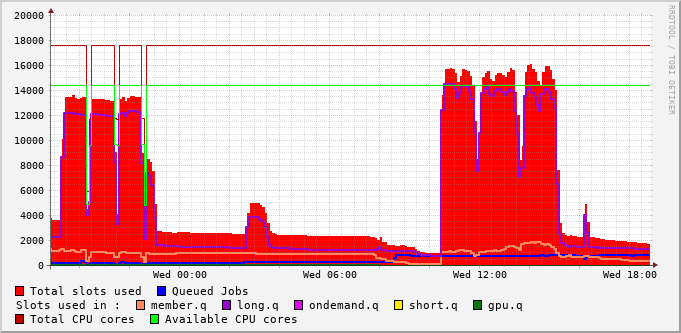 20000
18000
16000
14000
12000
10000
8000
6000
4000
2000
0
Wed 00:00 Wed 06:00 Wed 12:00 Wed 18:00
RRDTOOL / TOBI OETIKER
Total slots used Queued Jobs
Slots used in : member.q long.q ondemand.q short.q gpu.q
Total CPU cores Available CPU cores